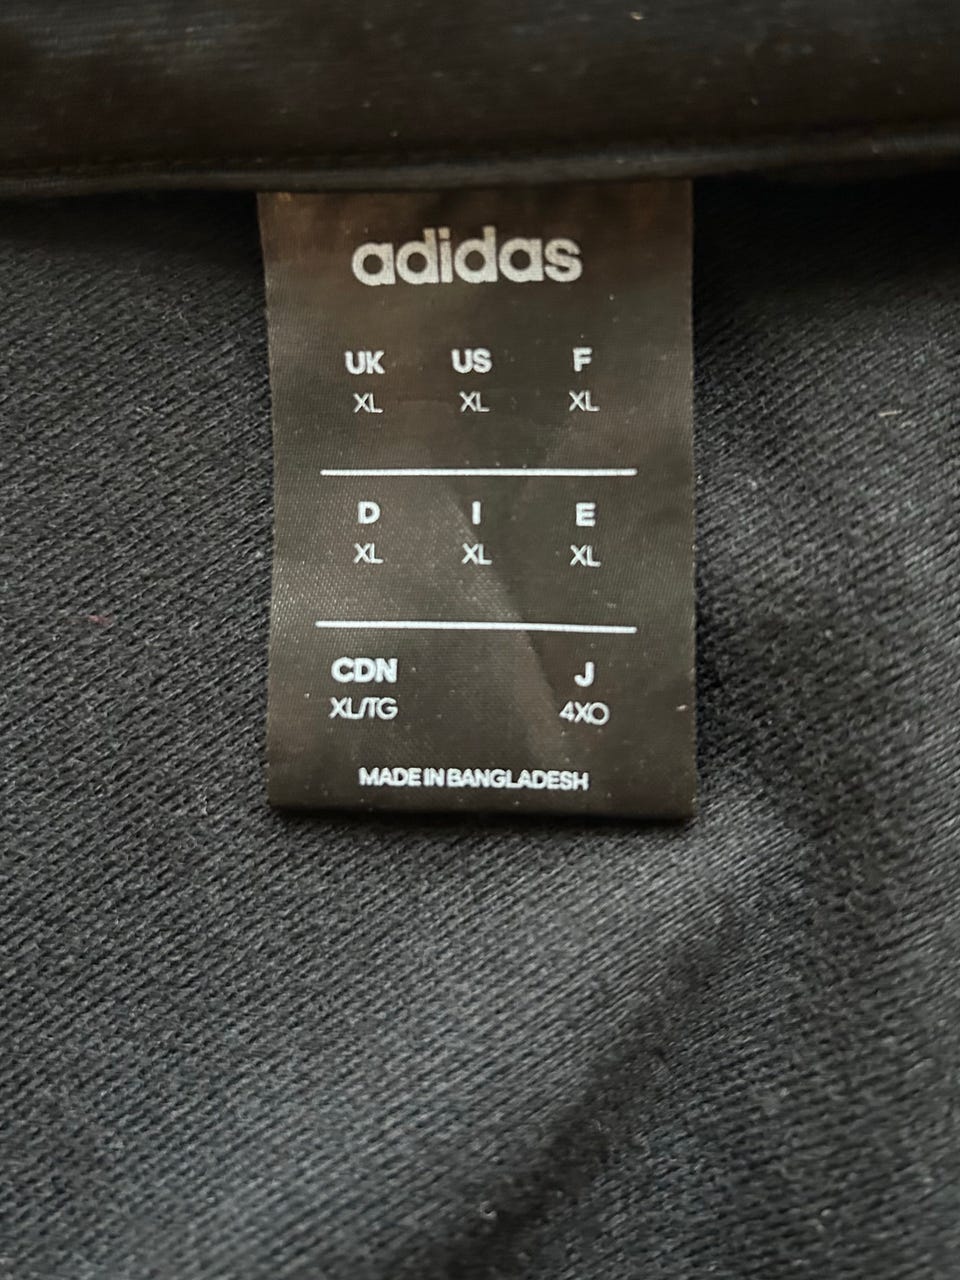 adidas
UK US F
XL XL XL
D I E
XL XL XL
CDN J
XL/TG 4XO
MADE IN BANGLADESH